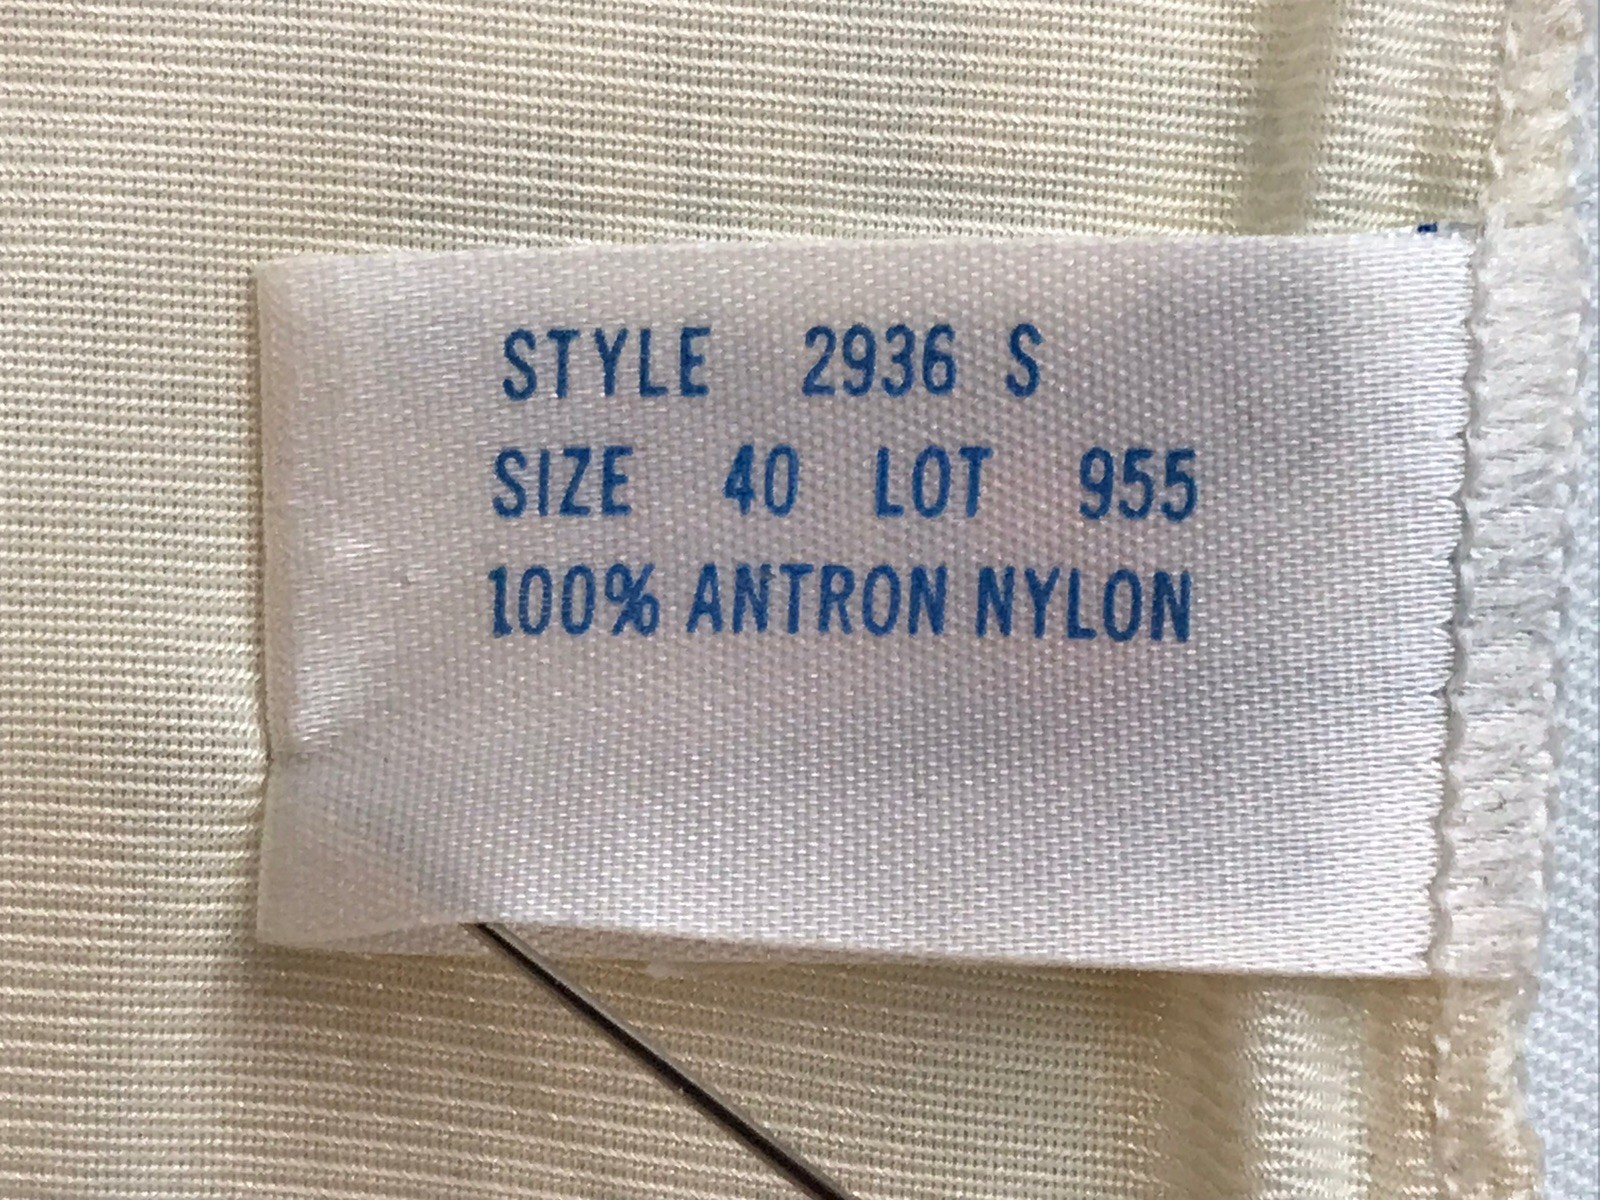 STYLE 2936 S
SIZE 40 LOT 955
100% ANTRON NYLON